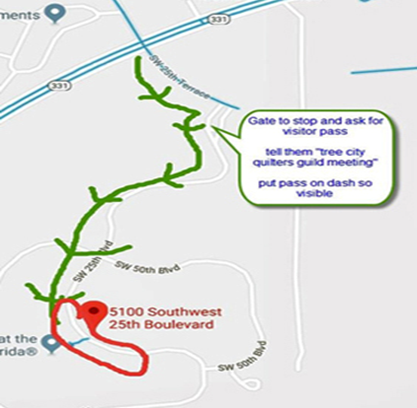 ments
331
331
SW 25th Terrace
Gate to stop and ask for
visitor pass
tell them "tree city
quilters guild meeting"
put pass on dash so
visible
SW 25th Blvd
SW 50th Blvd
5100 Southwest
25th Boulevard
at the
rida®
SW 50th Blvd